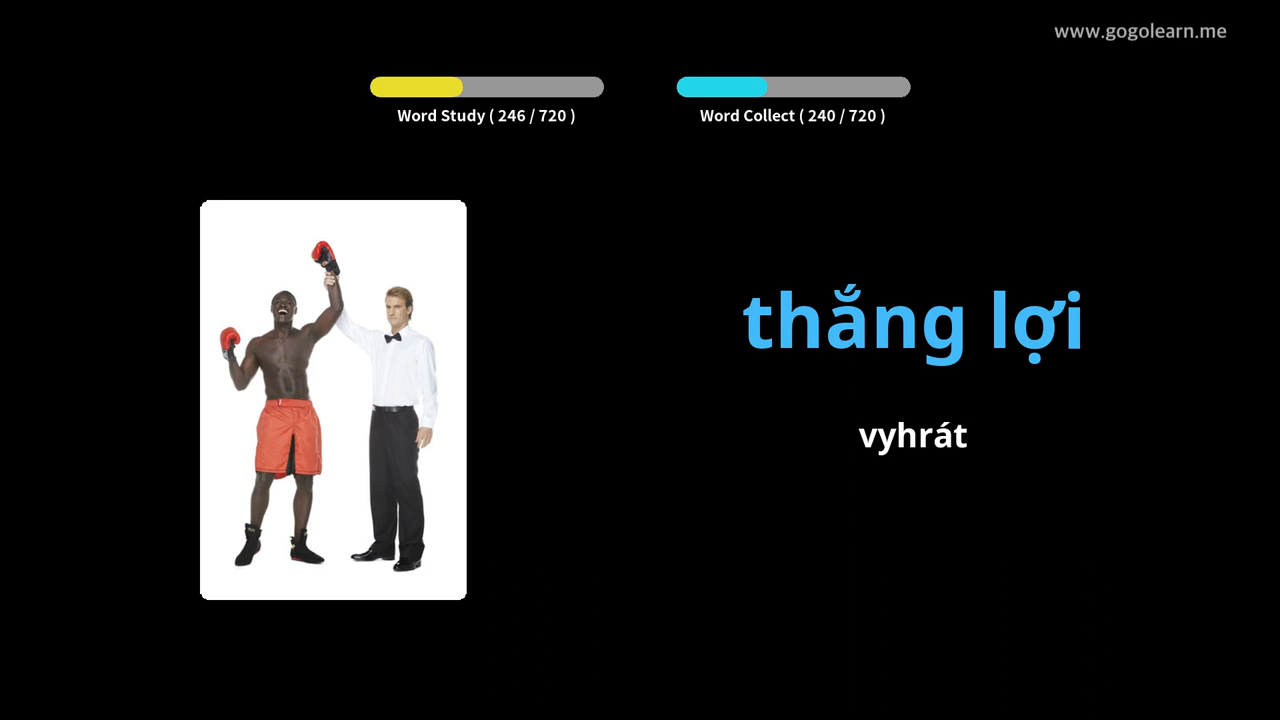 www.gogolearn.me
Word Study ( 246 / 720 )
Word Collect ( 240 / 720 )
thắng lợi
vyhrát